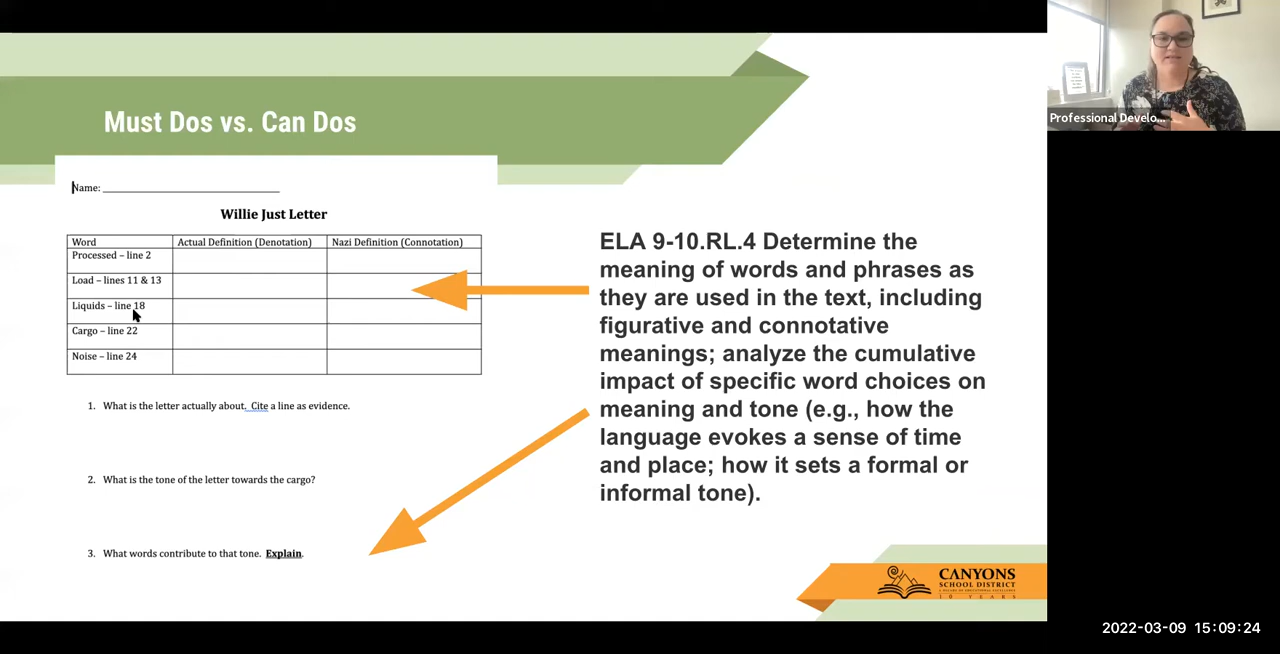 Must Dos vs. Can Dos
Name:
Willie Just Letter
Word Actual Definition (Denotation) Nazi Definition (Connotation)
Processed – line 2
Load – lines 11 & 13
Liquids – line 18
Cargo – line 22
Noise – line 24
1. What is the letter actually about. Cite a line as evidence.
2. What is the tone of the letter towards the cargo?
3. What words contribute to that tone. Explain.
ELA 9-10.RL.4 Determine the
meaning of words and phrases as
they are used in the text, including
figurative and connotative
meanings; analyze the cumulative
impact of specific word choices on
meaning and tone (e.g., how the
language evokes a sense of time
and place; how it sets a formal or
informal tone).
CANYONS
SCHOOL DISTRICT
10 YEARS
Professional Develo...
2022-03-09 15:09:24